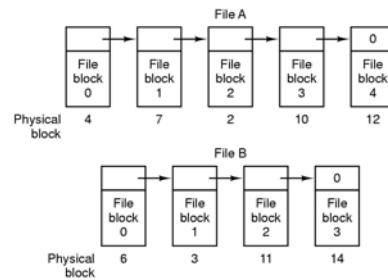 File A
0
File block 0
File block 1
File block 2
File block 3
File block 4
Physical block
4 7 2 10 12
File B
0
File block 0
File block 1
File block 2
File block 3
Physical block
6 3 11 14